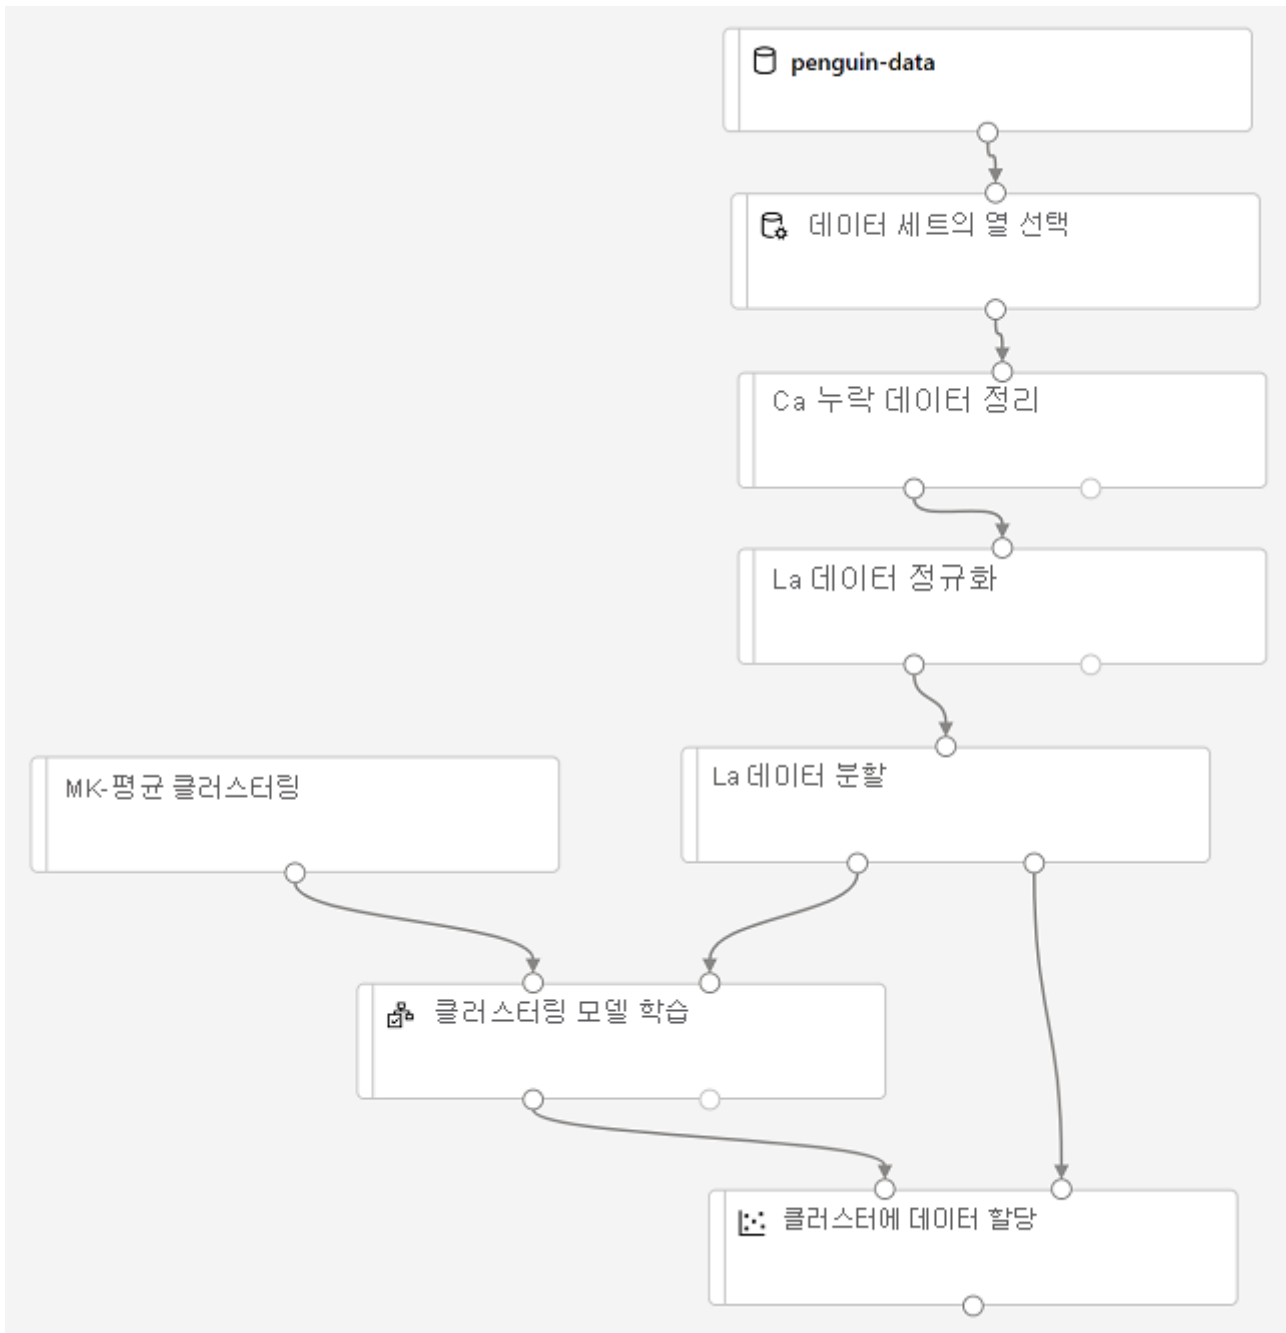 penguin-data
데이터 세트의 열 선택
Ca 누락 데이터 정리
La 데이터 정규화
MK-평균 클러스터링
La 데이터 분할
클러스터링 모델 학습
클러스터에 데이터 할당